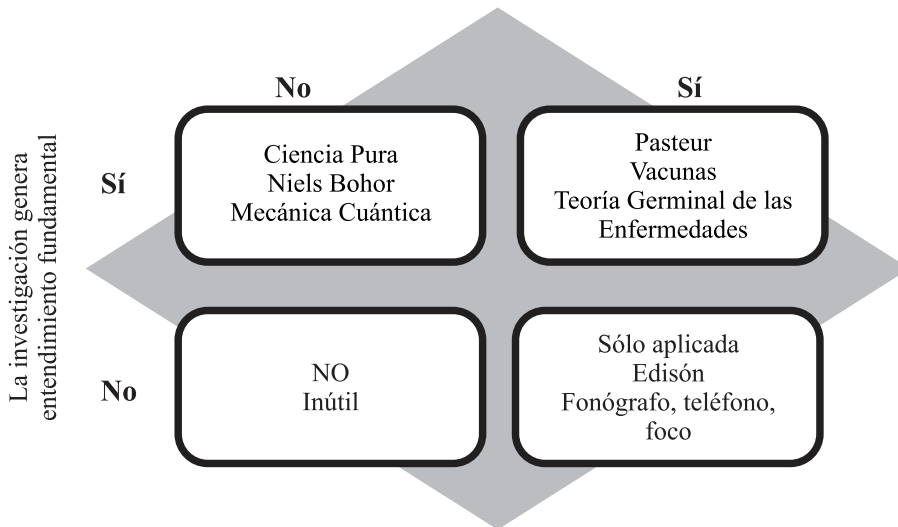 No
Sí
La investigación genera
entendimiento fundamental
Sí
Ciencia Pura
Niels Bohor
Mecánica Cuántica
Pasteur
Vacunas
Teoría Germinal de las
Enfermedades
No
NO
Inútil
Sólo aplicada
Edisón
Fonógrafo, teléfono,
foco